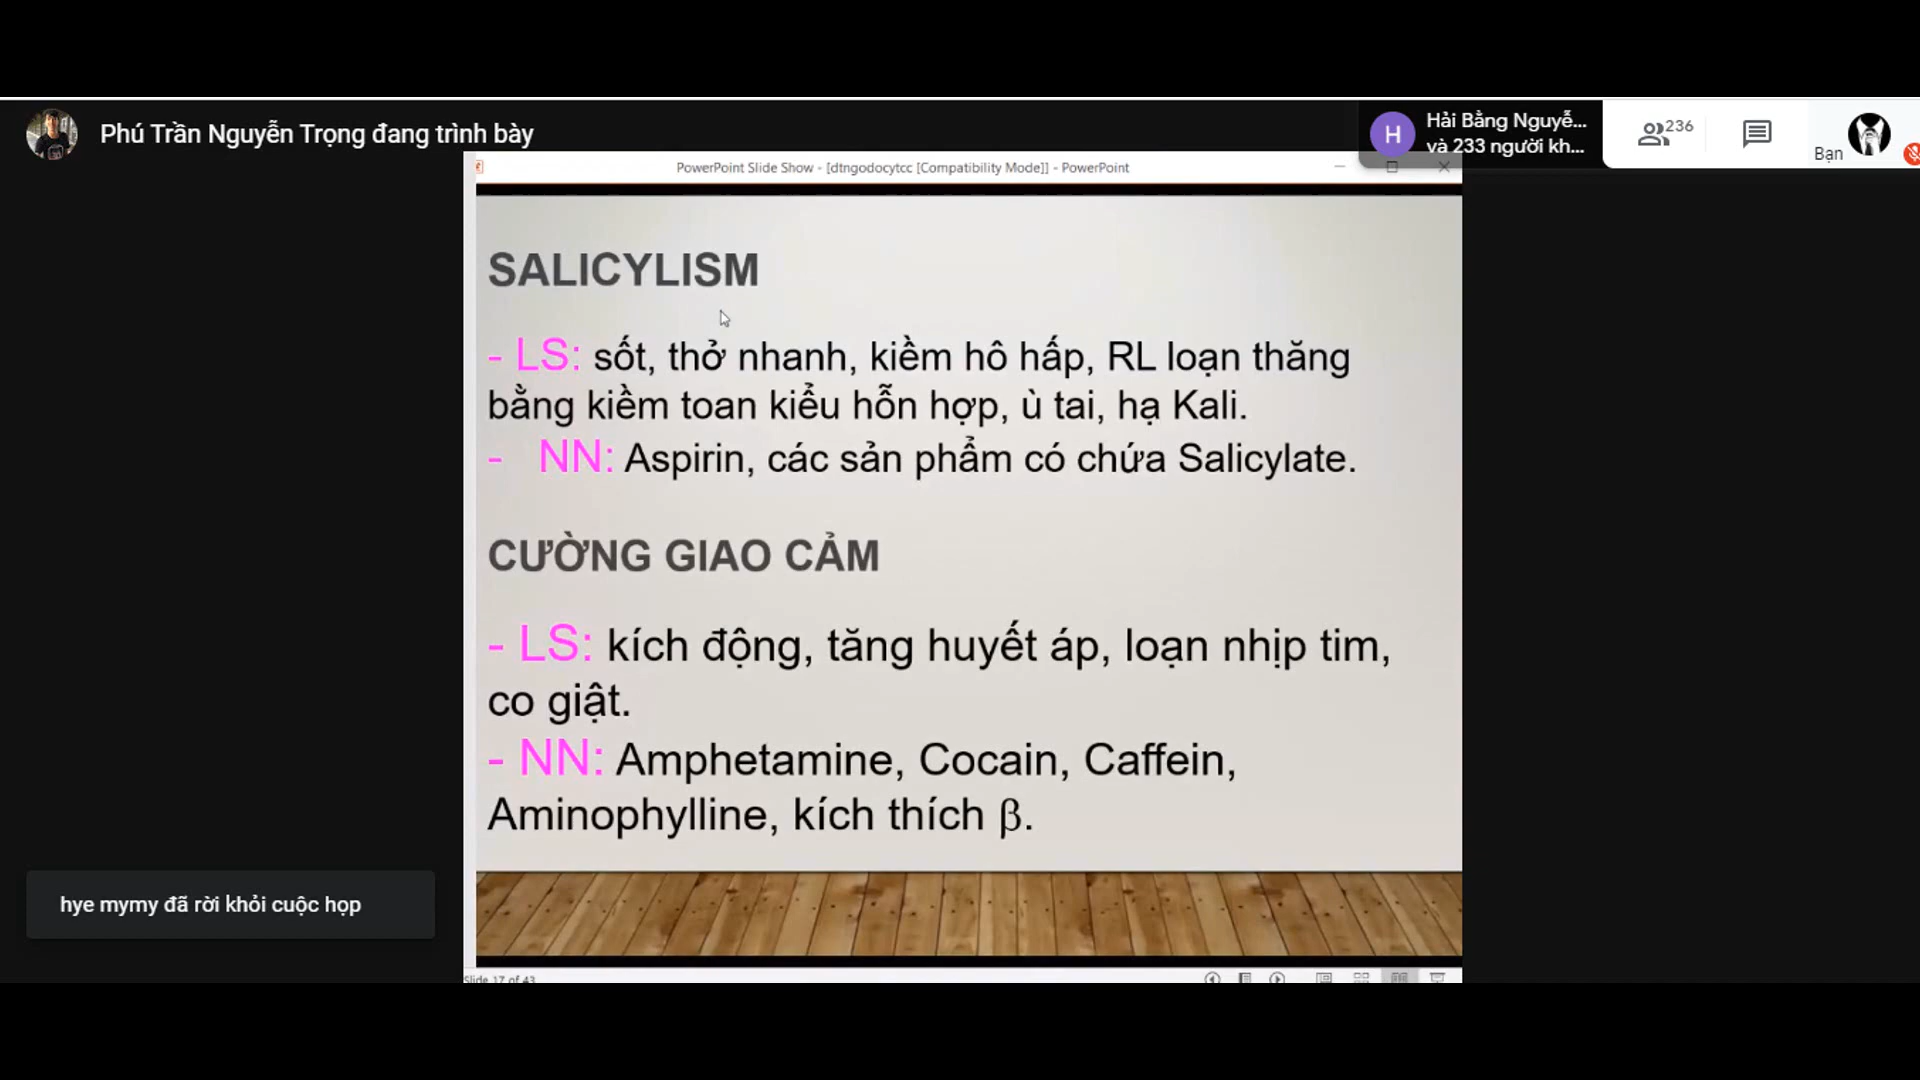 Phú Trần Nguyễn Trọng đang trình bày
H
Hải Bằng Nguyễ...
và 233 người kh...
236
Bạn
PowerPoint Slide Show - [dtngodocytcc [Compatibility Mode]] - PowerPoint
SALICYLISM
- LS: sốt, thở nhanh, kiềm hô hấp, RL loạn thăng
bằng kiềm toan kiểu hỗn hợp, ù tai, hạ Kali.
- NN: Aspirin, các sản phẩm có chứa Salicylate.
CƯỜNG GIAO CẢM
- LS: kích động, tăng huyết áp, loạn nhịp tim,
co giật.
- NN: Amphetamine, Cocain, Caffein,
Aminophylline, kích thích β.
hye mymy đã rời khỏi cuộc họp
Slide 17 of 43